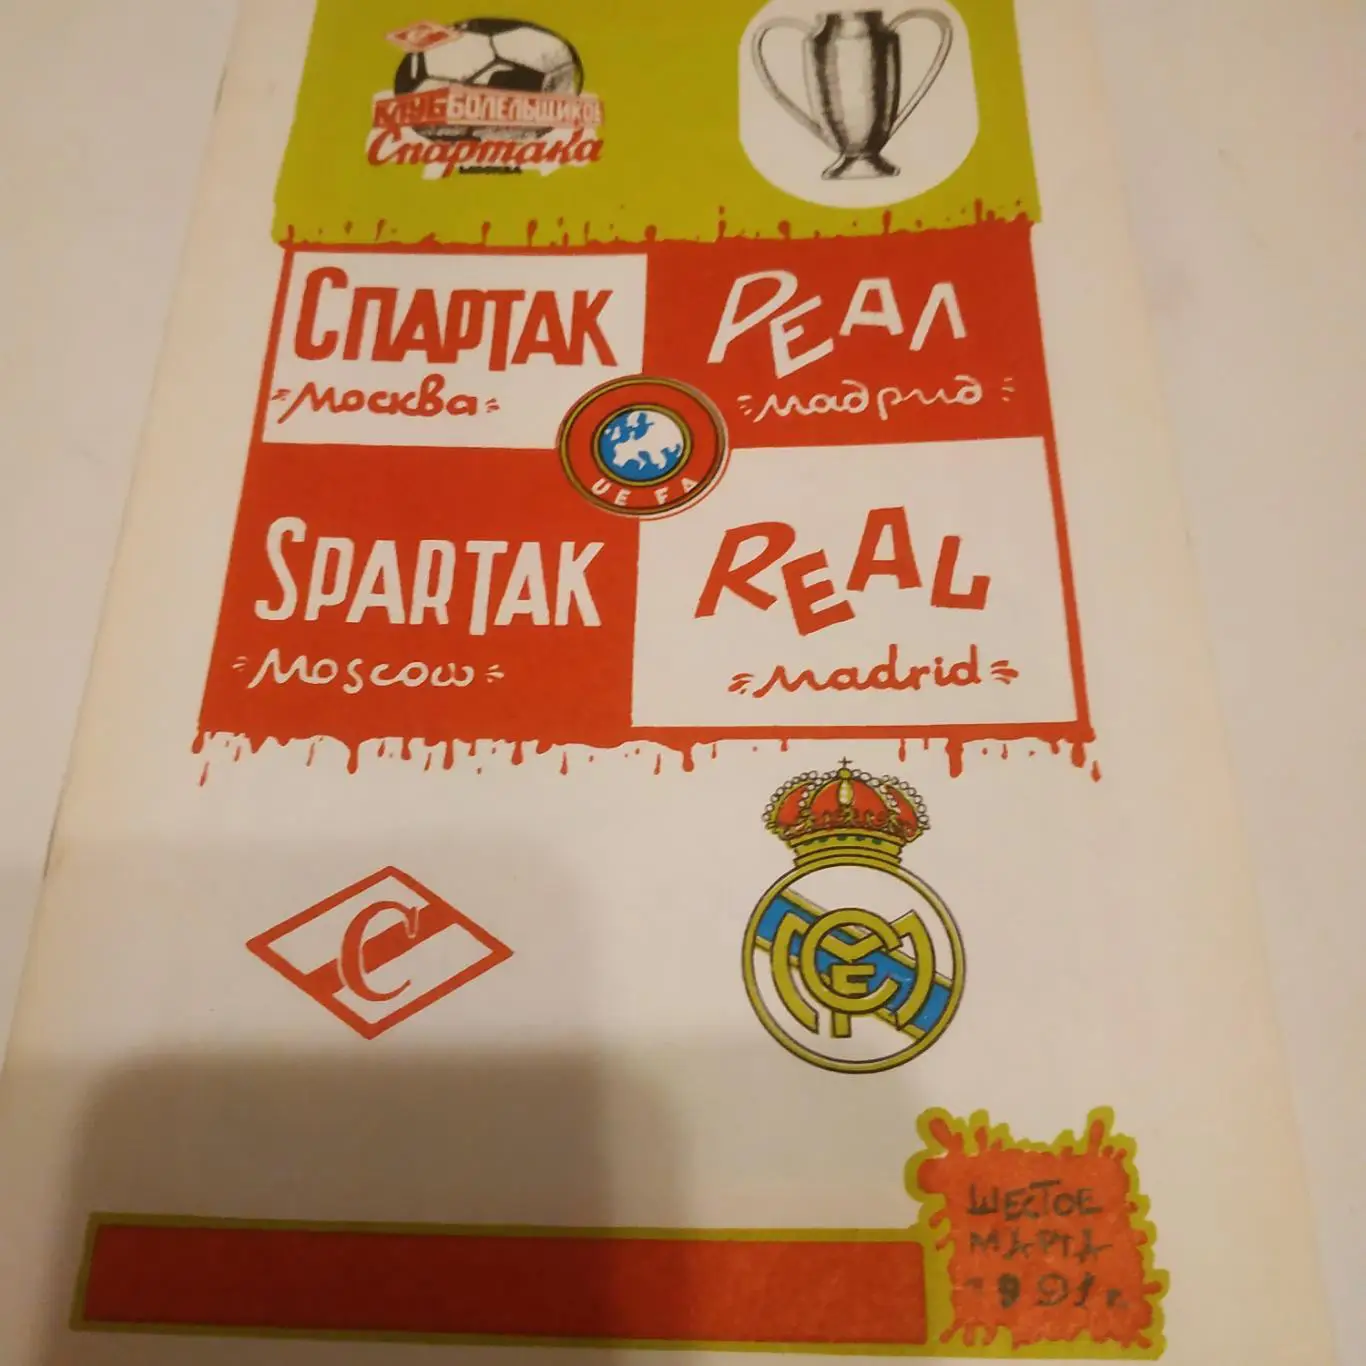 КЛУБ БОЛЕЛЬЩИКОВ
Спартака
МОСКВА
СПАРТАК
Москва
РЕАЛ
Мадрид
UEFA
SPARTAK
Moscow
REAL
Madrid
С
ШЕСТОЕ
МАРТА
1991 г.